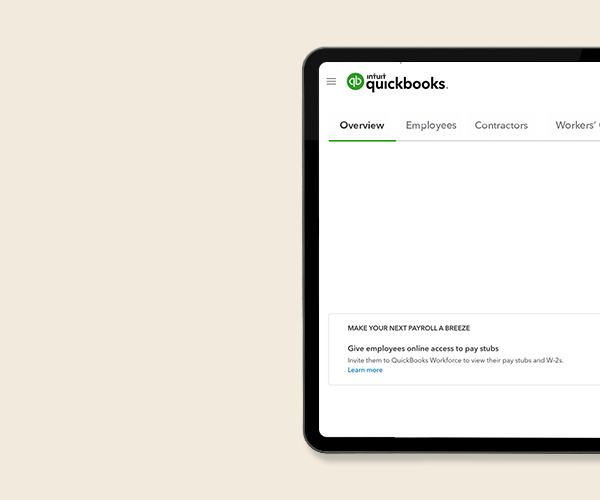 intuit
quickbooks.
Overview Employees Contractors Workers'
MAKE YOUR NEXT PAYROLL A BREEZE
Give employees online access to pay stubs
Invite them to QuickBooks Workforce to view their pay stubs and W-2s.
Learn more